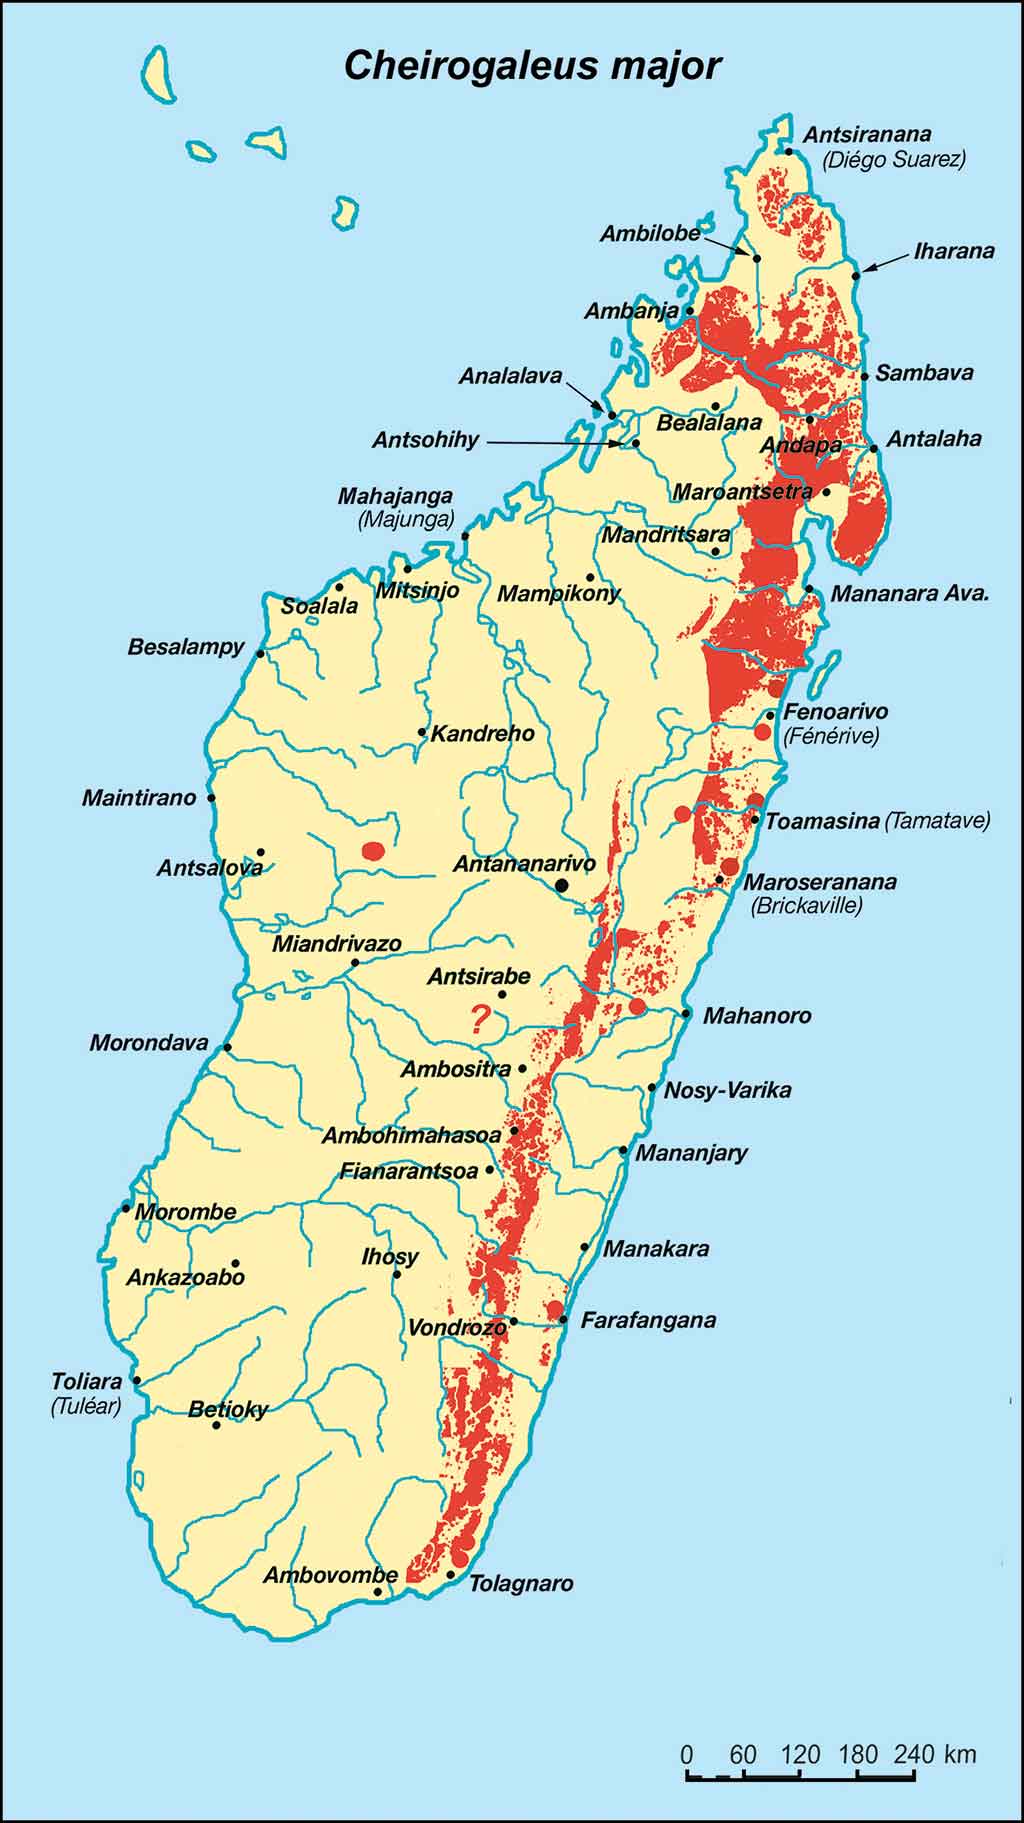 Cheirogaleus major
Antsiranana
(Diégo Suarez)
Ambilobe
Iharana
Ambanja
Analalava
Sambava
Bealalana
Antsohihy
Andapa
Antalaha
Mahajanga
(Majunga)
Maroantsetra
Mandritsara
Soalala
Mitsinjo
Mampikony
Mananara Ava.
Besalampy
Fenoarivo
(Fénérive)
Kandreho
Maintirano
Toamasina (Tamatave)
Antsalova
Antananarivo
Maroseranana
(Brickaville)
Miandrivazo
Antsirabe
?
Mahanoro
Morondava
Ambositra
Nosy-Varika
Ambohimahasoa
Mananjary
Fianarantsoa
Morombe
Manakara
Ihosy
Ankazoabo
Vondrozo
Farafangana
Toliara
(Tuléar)
Betioky
Ambovombe
Tolagnaro
0 60 120 180 240 km